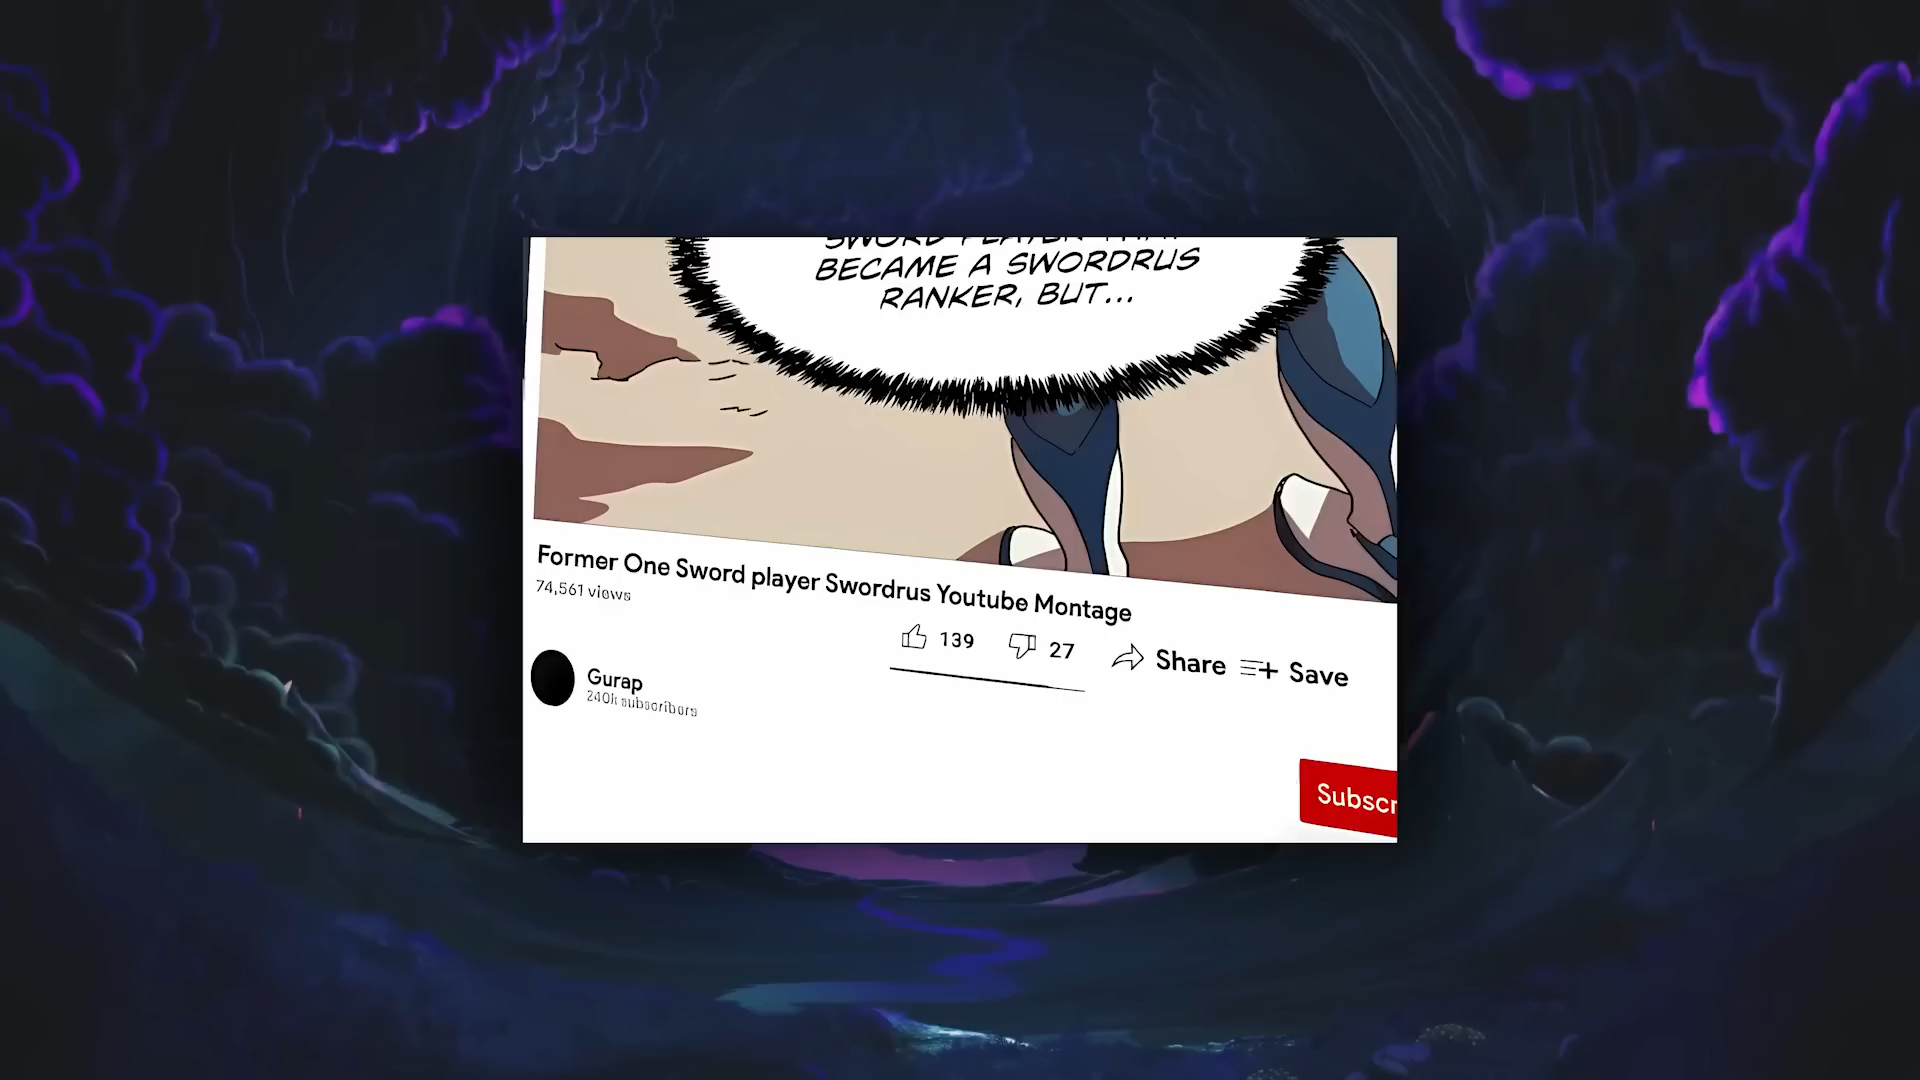 BECAME A SWORDRUS
RANKER, BUT...
Former One Sword player Swordrus Youtube Montage
74,561 views
139
27
Share
Save
Gurap
240k subscribers
Subscr